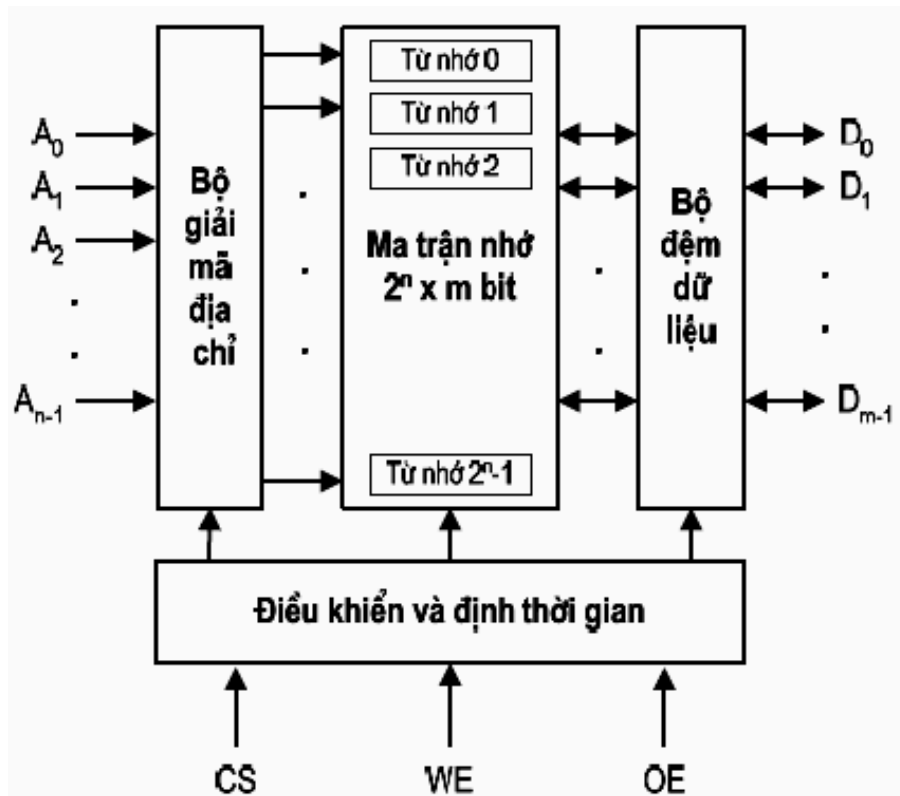 Từ nhớ 0
Từ nhớ 1
Từ nhớ 2
Ma trận nhớ
2ⁿ x m bit
Từ nhớ 2ⁿ-1
A₀
A₁
A₂
Aₙ₋₁
Bộ
giải
mã
địa
chỉ
Bộ
đệm
dữ
liệu
D₀
D₁
Dₘ₋₁
Điều khiển và định thời gian
CS
WE
OE